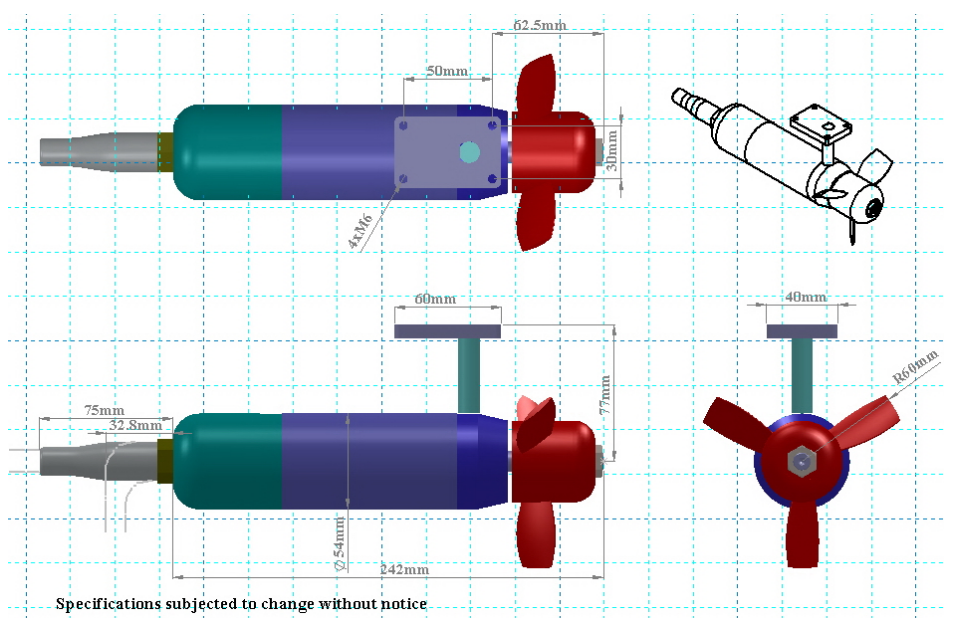 62.5mm
50mm
30mm
4xM6
60mm
40mm
R60mm
77mm
75mm
32.8mm
∅54mm
242mm
Specifications subjected to change without notice